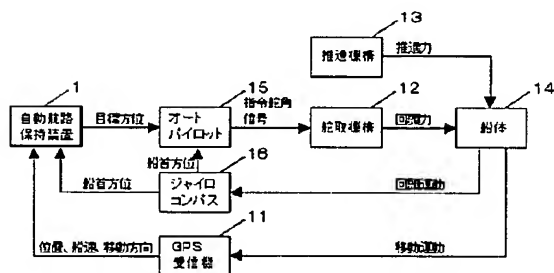 13
推進機構
推進力
1
15
12
14
自動航路
保持装置
目標方位
オート
パイロット
指令舵角
信号
舵取機構
回頭力
船体
船首方位
16
船首方位
ジャイロ
コンパス
回頭運動
11
位置、船速、移動方向
GPS
受信機
移動運動